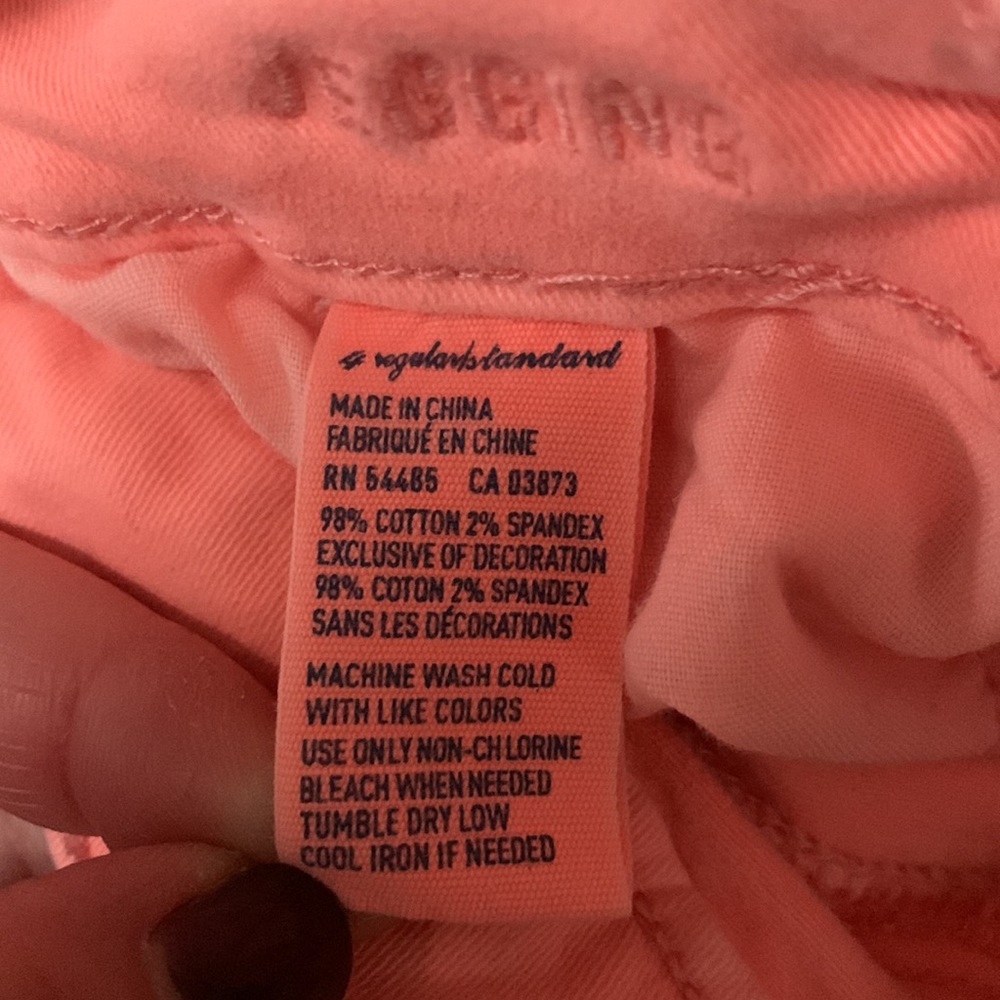 4 regular/standard
MADE IN CHINA
FABRIQUÉ EN CHINE
RN 54485 CA 03873
98% COTTON 2% SPANDEX
EXCLUSIVE OF DECORATION
98% COTON 2% SPANDEX
SANS LES DÉCORATIONS
MACHINE WASH COLD
WITH LIKE COLORS
USE ONLY NON-CHLORINE
BLEACH WHEN NEEDED
TUMBLE DRY LOW
COOL IRON IF NEEDED